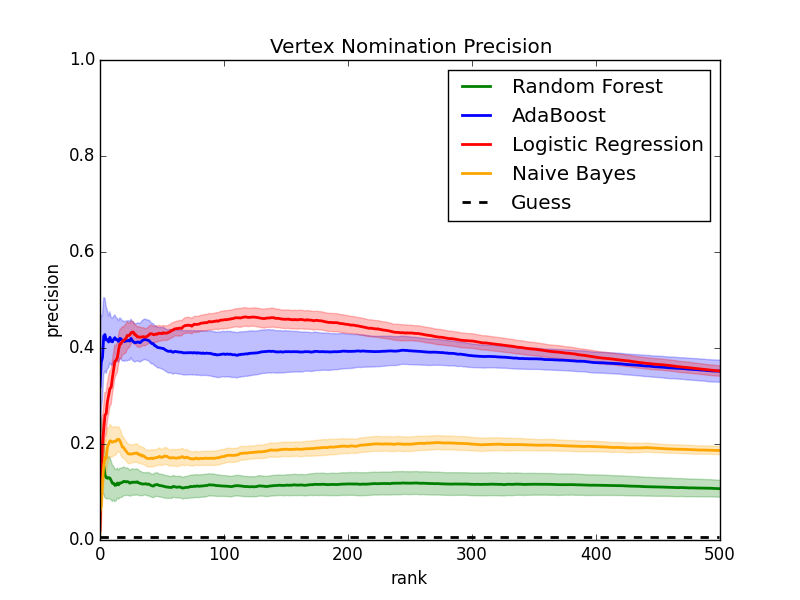 Vertex Nomination Precision
1.0
0.8
0.6
0.4
0.2
0.0
precision
Random Forest
AdaBoost
Logistic Regression
Naive Bayes
Guess
0 100 200 300 400 500
rank